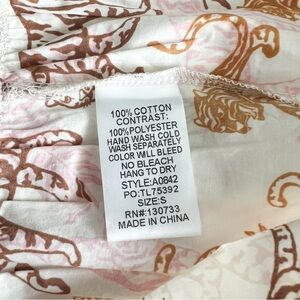 100% COTTON
CONTRAST:
100% POLYESTER
HAND WASH COLD
WASH SEPARATELY
COLOR WILL BLEED
NO BLEACH
HANG TO DRY
STYLE:A0842
PO:TL75392
SIZE:S
RN#:130733
MADE IN CHINA